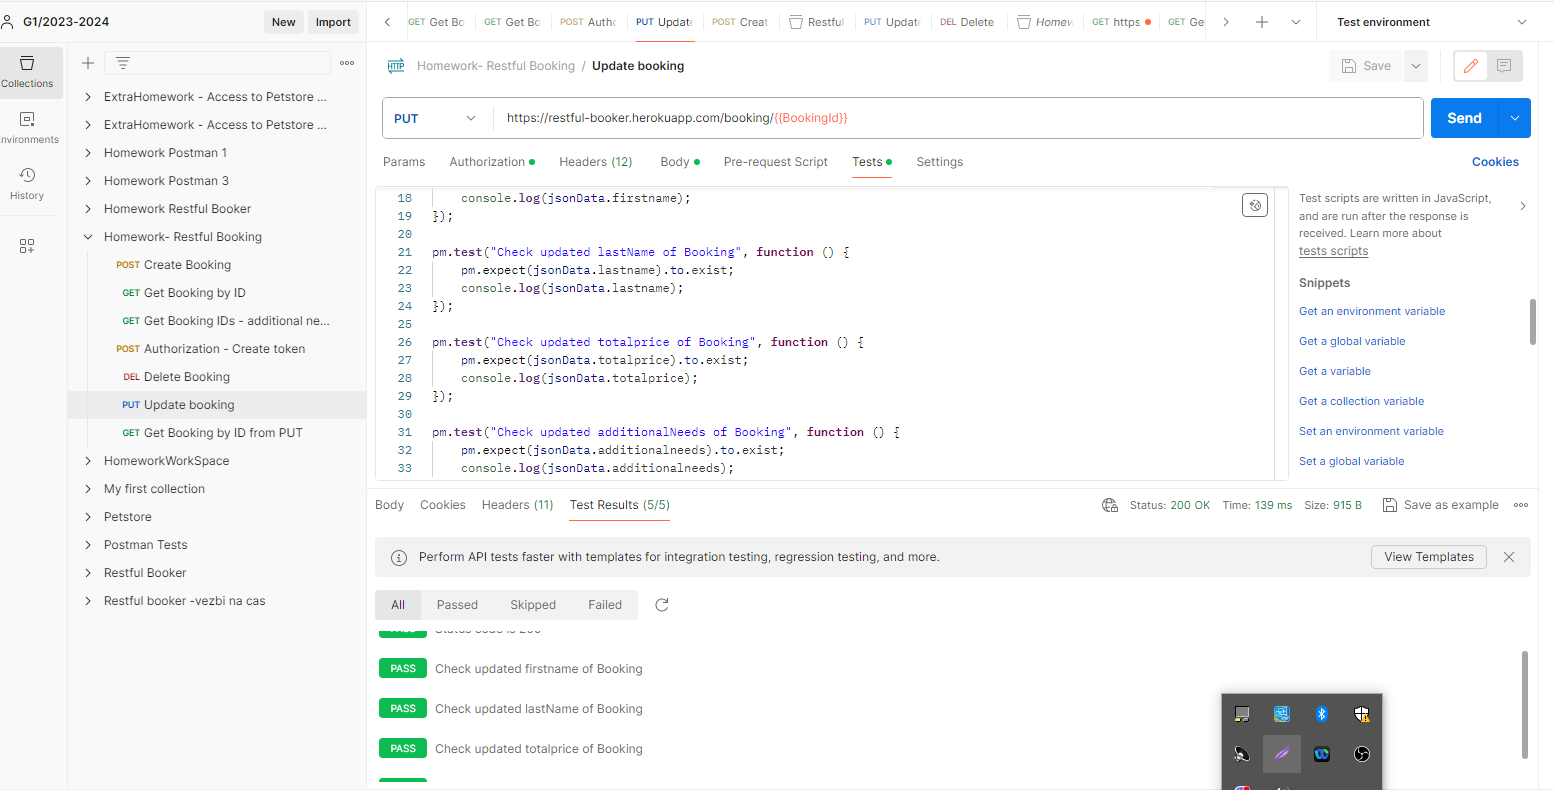 G1/2023-2024
New
Import
GET Get Bo
GET Get Bo
POST Autho
PUT Update
POST Creat
Restful
PUT Updat
DEL Delete
Homew
GET https
GET Ge
Test environment
Collections
nvironments
History
ExtraHomework - Access to Petstore ...
ExtraHomework - Access to Petstore ...
Homework Postman 1
Homework Postman 3
Homework Restful Booker
Homework- Restful Booking
POST Create Booking
GET Get Booking by ID
GET Get Booking IDs - additional ne...
POST Authorization - Create token
DEL Delete Booking
PUT Update booking
GET Get Booking by ID from PUT
HomeworkWorkSpace
My first collection
Petstore
Postman Tests
Restful Booker
Restful booker -vezbi na cas
HTTP Homework- Restful Booking / Update booking
Save
PUT
https://restful-booker.herokuapp.com/booking/{{BookingId}}
Send
Params
Authorization
Headers (12)
Body
Pre-request Script
Tests
Settings
Cookies
18 console.log(jsonData.firstname);
19 });
20
21 pm.test("Check updated lastName of Booking", function () {
22 pm.expect(jsonData.lastname).to.exist;
23 console.log(jsonData.lastname);
24 });
25
26 pm.test("Check updated totalprice of Booking", function () {
27 pm.expect(jsonData.totalprice).to.exist;
28 console.log(jsonData.totalprice);
29 });
30
31 pm.test("Check updated additionalNeeds of Booking", function () {
32 pm.expect(jsonData.additionalneeds).to.exist;
33 console.log(jsonData.additionalneeds);
Test scripts are written in JavaScript,
and are run after the response is
received. Learn more about
tests scripts
Snippets
Get an environment variable
Get a global variable
Get a variable
Get a collection variable
Set an environment variable
Set a global variable
Body
Cookies
Headers (11)
Test Results (5/5)
Status: 200 OK
Time: 139 ms
Size: 915 B
Save as example
Perform API tests faster with templates for integration testing, regression testing, and more.
View Templates
All
Passed
Skipped
Failed
PASS Status code is 200
PASS Check updated firstname of Booking
PASS Check updated lastName of Booking
PASS Check updated totalprice of Booking